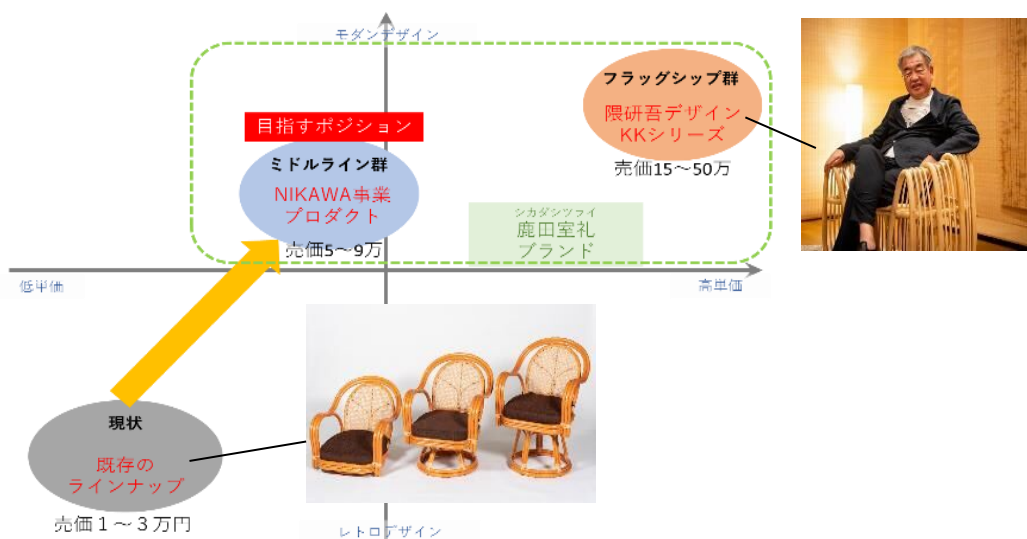 モダンデザイン
フラッグシップ群
隈研吾デザイン
KKシリーズ
売価15～50万
目指すポジション
ミドルライン群
NIKAWA事業
プロダクト
売価5～9万
シカダシツライ
鹿田室礼
ブランド
低単価
高単価
現状
既存の
ラインナップ
売価１～３万円
レトロデザイン